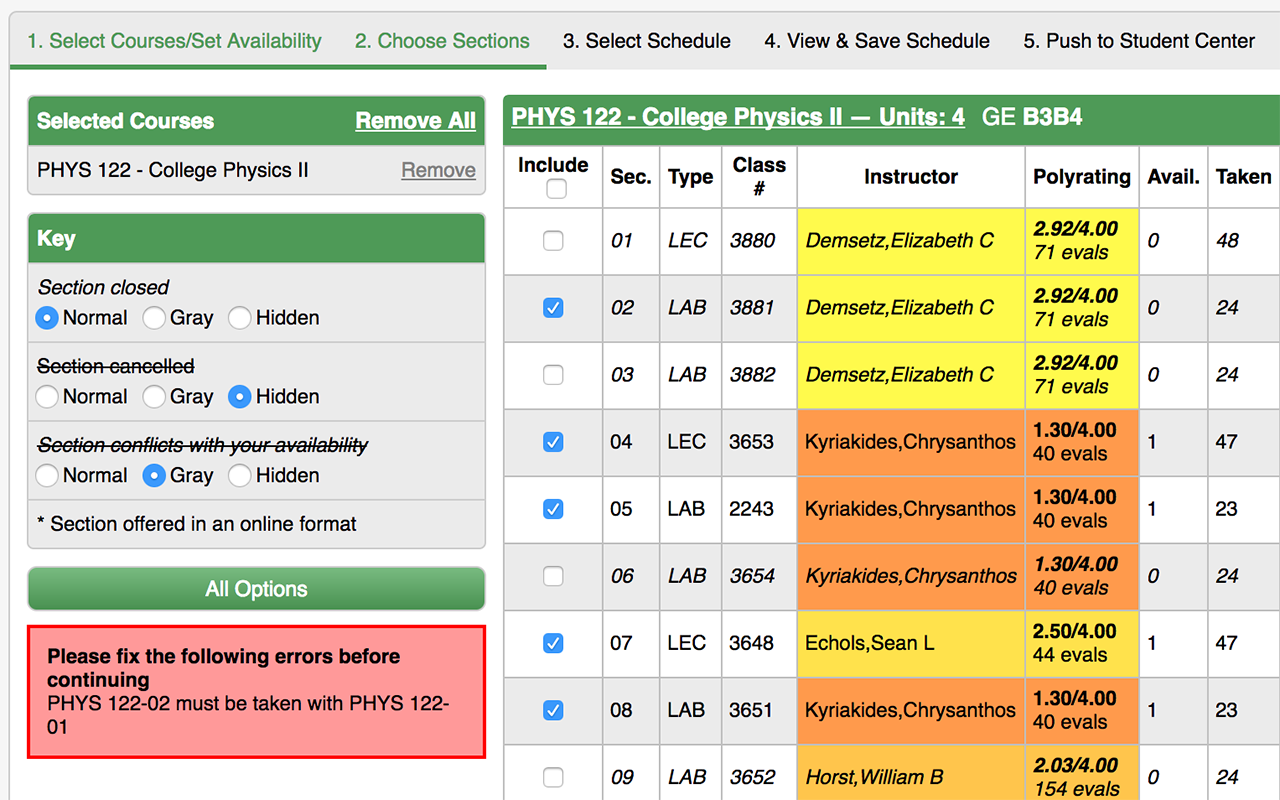 1. Select Courses/Set Availability 2. Choose Sections 3. Select Schedule 4. View & Save Schedule 5. Push to Student Center
Selected Courses Remove All
PHYS 122 - College Physics II Remove
Key
Section closed
Normal Gray Hidden
Section cancelled
Normal Gray Hidden
Section conflicts with your availability
Normal Gray Hidden
* Section offered in an online format
All Options
Please fix the following errors before
continuing
PHYS 122-02 must be taken with PHYS 122-
01
PHYS 122 - College Physics II — Units: 4 GE B3B4
Include Sec. Type Class # Instructor Polyrating Avail. Taken
01 LEC 3880 Demsetz,Elizabeth C 2.92/4.00 0 48
71 evals
02 LAB 3881 Demsetz,Elizabeth C 2.92/4.00 0 24
71 evals
03 LAB 3882 Demsetz,Elizabeth C 2.92/4.00 0 24
71 evals
04 LEC 3653 Kyriakides,Chrysanthos 1.30/4.00 1 47
40 evals
05 LAB 2243 Kyriakides,Chrysanthos 1.30/4.00 1 23
40 evals
06 LAB 3654 Kyriakides,Chrysanthos 1.30/4.00 0 24
40 evals
07 LEC 3648 Echols,Sean L 2.50/4.00 1 47
44 evals
08 LAB 3651 Kyriakides,Chrysanthos 1.30/4.00 1 23
40 evals
09 LAB 3652 Horst,William B 2.03/4.00 0 24
154 evals